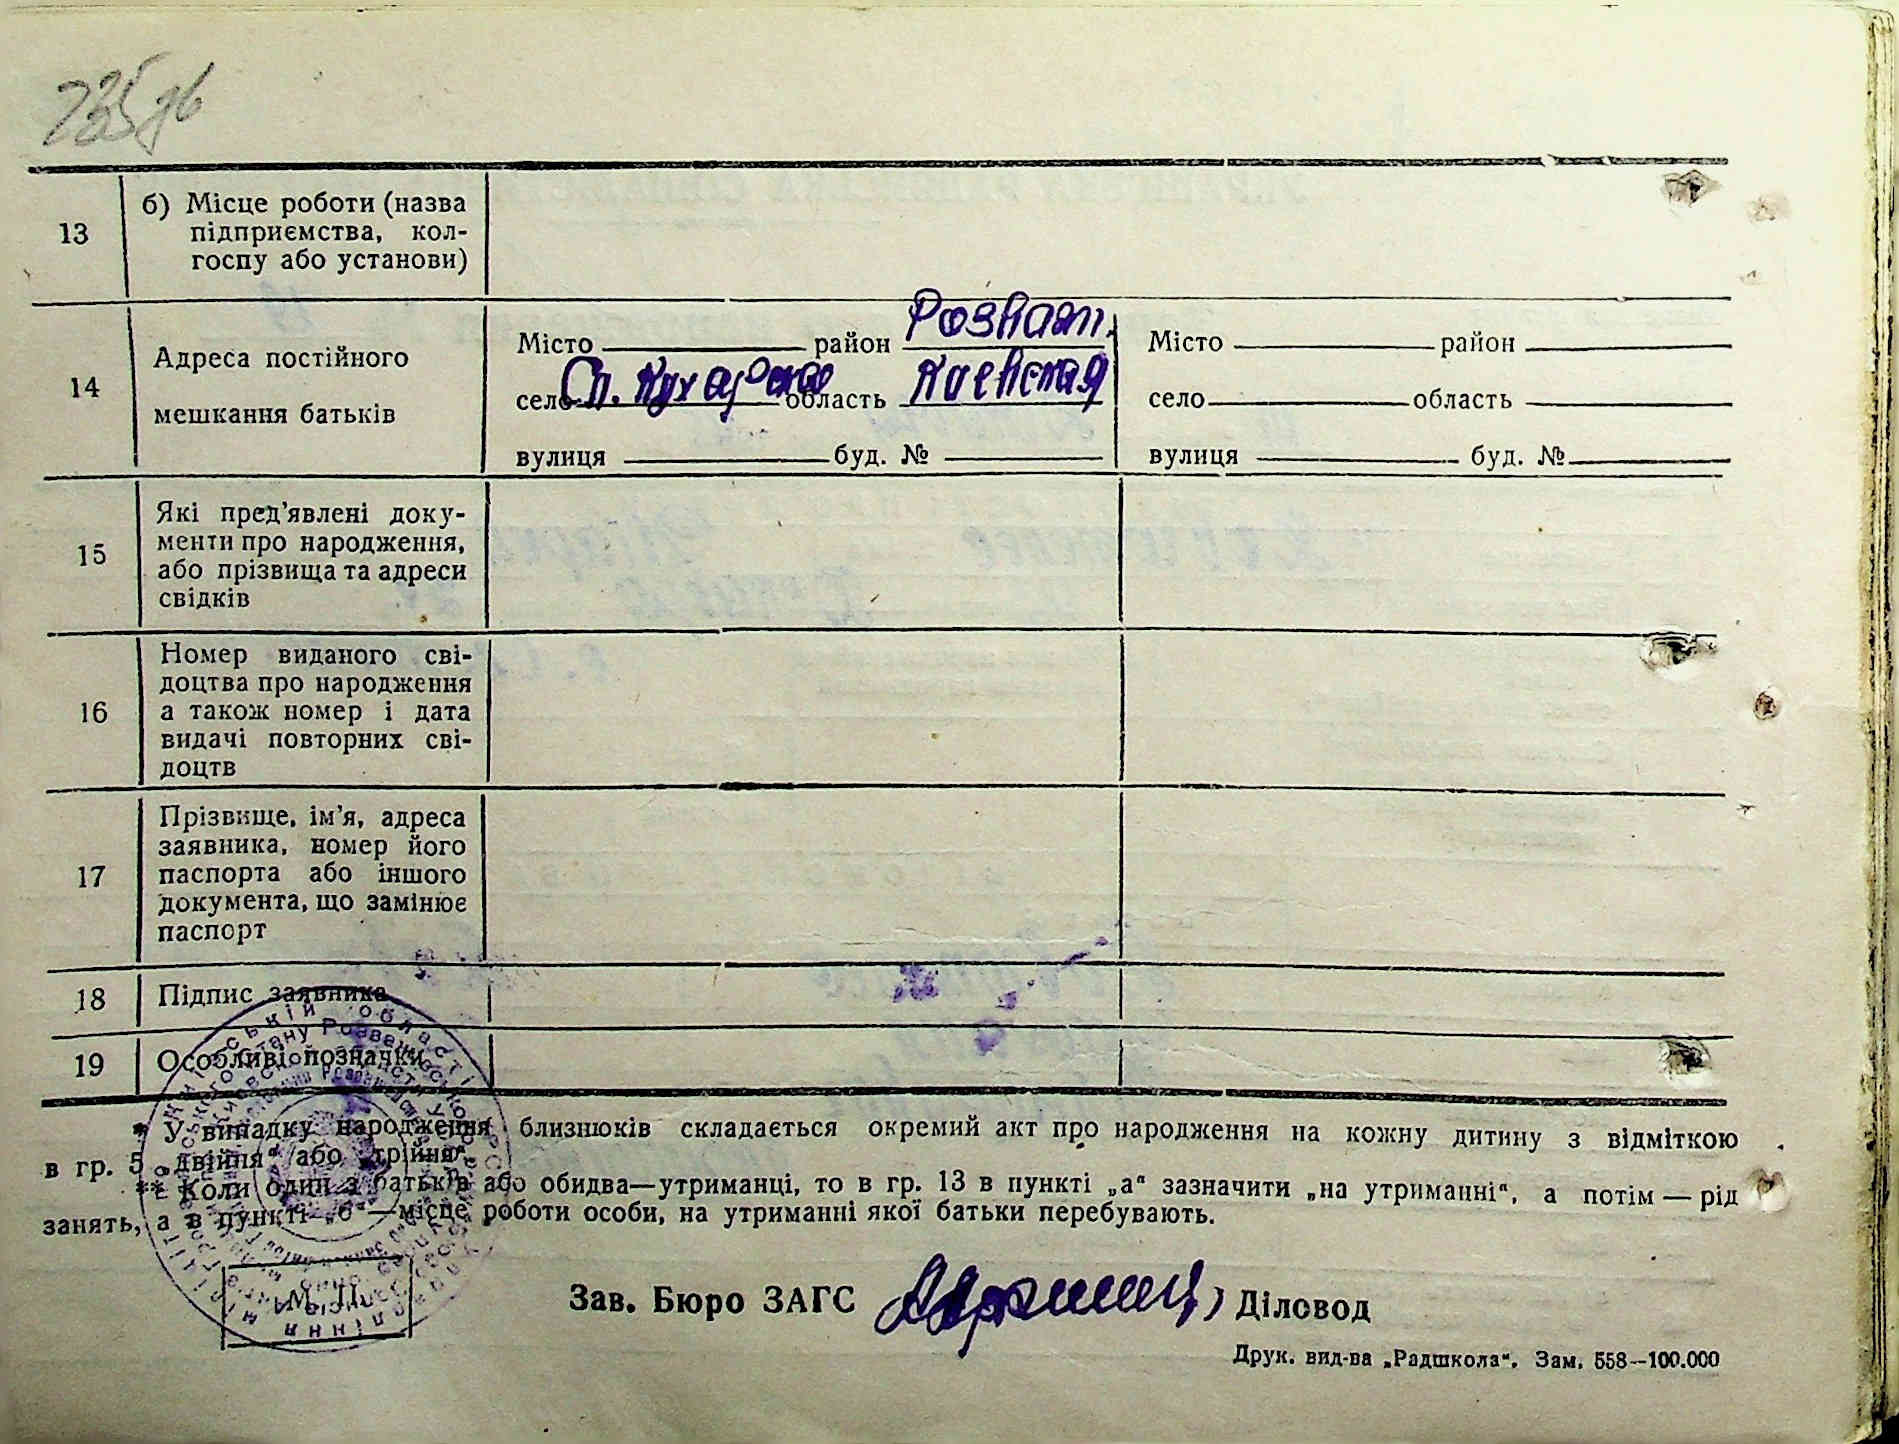 13
б) Місце роботи (назва
підприємства, кол-
госпу або установи)
14
Адреса постійного
мешкання батьків
Місто район Розваж.
село Сп. Кухарское область Киевская
вулиця буд. №
Місто район
село область
вулиця буд. №
15
Які пред'явлені доку-
менти про народження,
або прізвища та адреси
свідків
16
Номер виданого сві-
доцтва про народження
а також номер і дата
видачі повторних сві-
доцтв
17
Прізвище, ім'я, адреса
заявника, номер його
паспорта або іншого
документа, що замінює
паспорт
18
Підпис заявника
19
Особливі позначки
* У випадку народження близнюків складається окремий акт про народження на кожну дитину з відміткою
в гр. 5 „двійня“ або „трійня“.
** Коли один з батьків або обидва—утриманці, то в гр. 13 в пункті „а“ зазначити „на утриманні“, а потім — рід
занять, а в пункті „б“—місце роботи особи, на утриманні якої батьки перебувають.
М. П.
Зав. Бюро ЗАГС Діловод
Друк. вид-ва „Радшкола“. Зам. 558—100.000